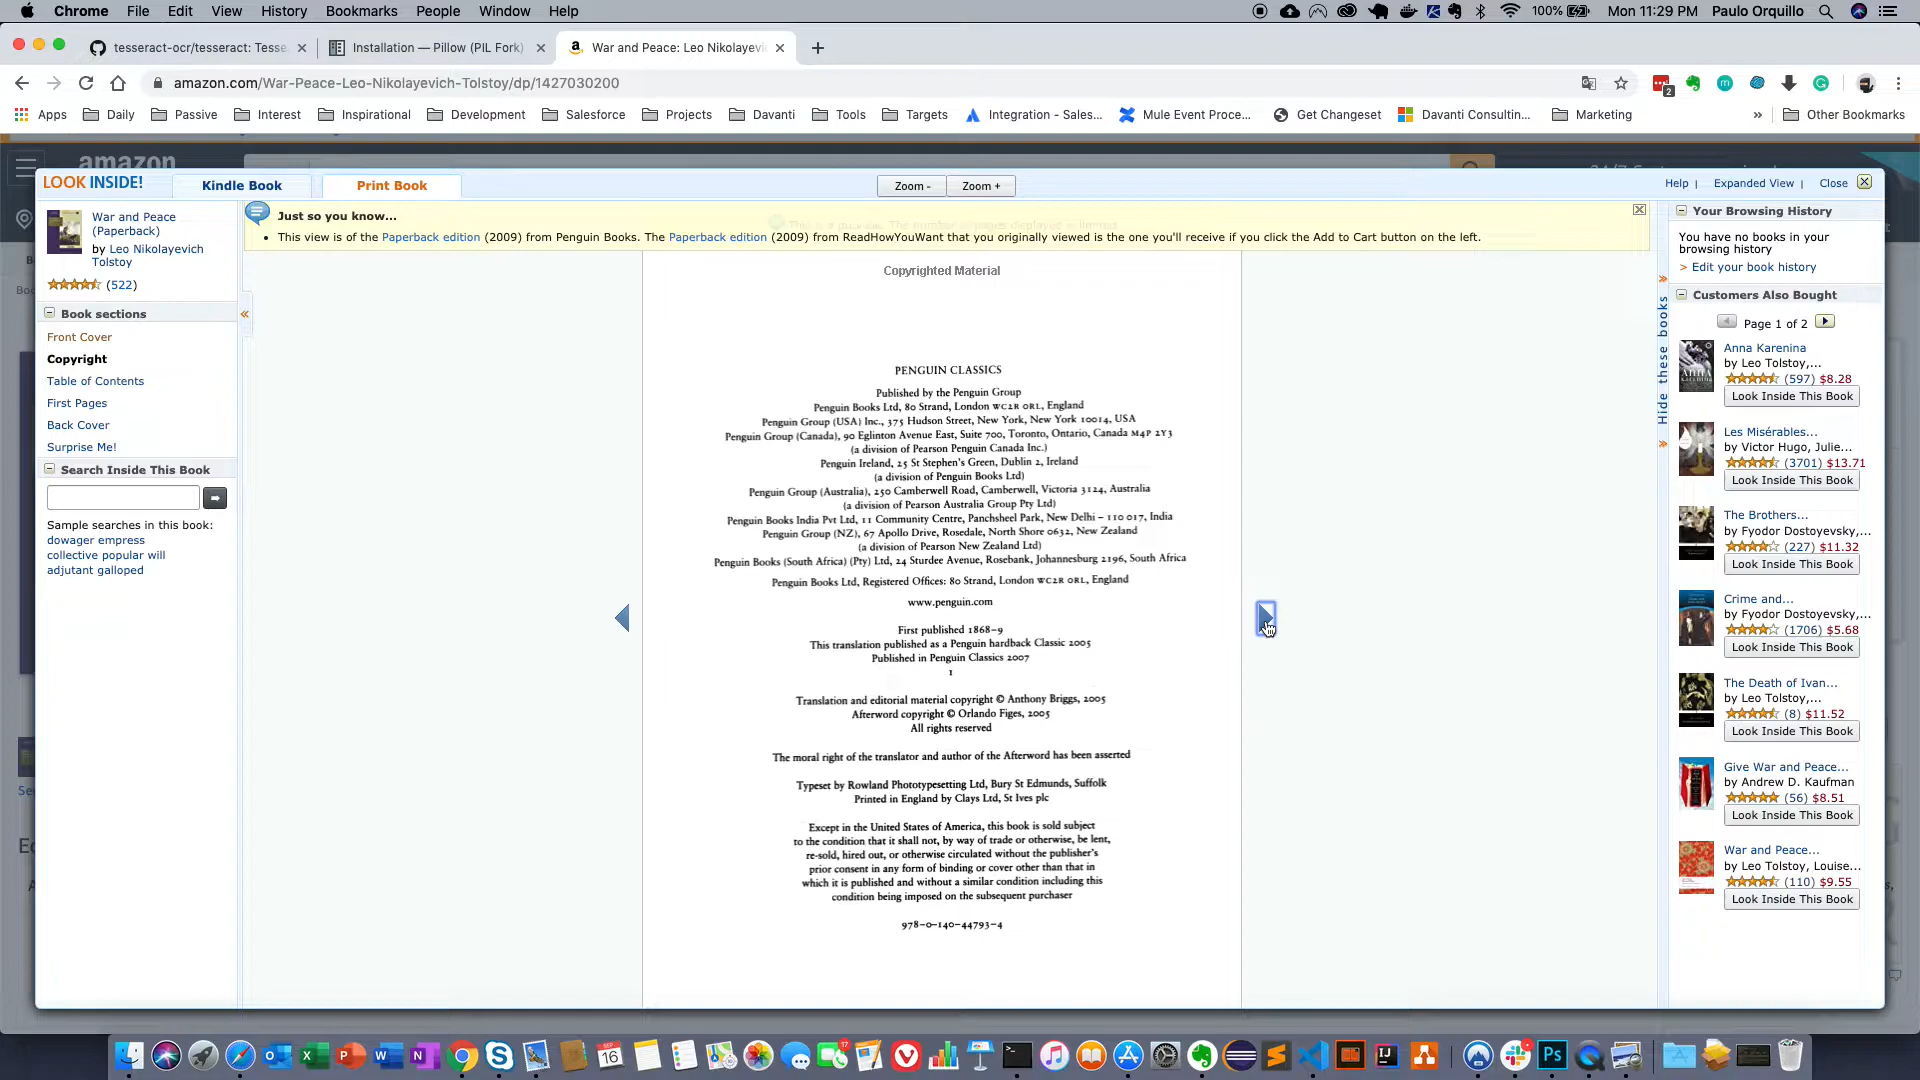 Chrome File Edit View History Bookmarks People Window Help 100% Mon 11:29 PM Paulo Orquillo
tesseract-ocr/tesseract: Tesse
Installation — Pillow (PIL Fork)
War and Peace: Leo Nikolayevi
amazon.com/War-Peace-Leo-Nikolayevich-Tolstoy/dp/1427030200
Apps Daily Passive Interest Inspirational Development Salesforce Projects Davanti Tools Targets Integration - Sales... Mule Event Proce... Get Changeset Davanti Consultin... Marketing » Other Bookmarks
amazon
LOOK INSIDE! Kindle Book Print Book Zoom - Zoom + Help | Expanded View | Close
War and Peace
(Paperback)
by Leo Nikolayevich
Tolstoy
(522)
Book sections
Front Cover
Copyright
Table of Contents
First Pages
Back Cover
Surprise Me!
Search Inside This Book
Sample searches in this book:
dowager empress
collective popular will
adjutant galloped
Just so you know...
• This view is of the Paperback edition (2009) from Penguin Books. The Paperback edition (2009) from ReadHowYouWant that you originally viewed is the one you'll receive if you click the Add to Cart button on the left.
Copyrighted Material
PENGUIN CLASSICS
Published by the Penguin Group
Penguin Books Ltd, 80 Strand, London WC2R 0RL, England
Penguin Group (USA) Inc., 375 Hudson Street, New York, New York 10014, USA
Penguin Group (Canada), 90 Eglinton Avenue East, Suite 700, Toronto, Ontario, Canada M4P 2Y3
(a division of Pearson Penguin Canada Inc.)
Penguin Ireland, 25 St Stephen's Green, Dublin 2, Ireland
(a division of Penguin Books Ltd)
Penguin Group (Australia), 250 Camberwell Road, Camberwell, Victoria 3124, Australia
(a division of Pearson Australia Group Pty Ltd)
Penguin Books India Pvt Ltd, 11 Community Centre, Panchsheel Park, New Delhi – 110 017, India
Penguin Group (NZ), 67 Apollo Drive, Rosedale, North Shore 0632, New Zealand
(a division of Pearson New Zealand Ltd)
Penguin Books (South Africa) (Pty) Ltd, 24 Sturdee Avenue, Rosebank, Johannesburg 2196, South Africa
Penguin Books Ltd, Registered Offices: 80 Strand, London WC2R 0RL, England
www.penguin.com
First published 1868–9
This translation published as a Penguin hardback Classic 2005
Published in Penguin Classics 2007
1
Translation and editorial material copyright © Anthony Briggs, 2005
Afterword copyright © Orlando Figes, 2005
All rights reserved
The moral right of the translator and author of the Afterword has been asserted
Typeset by Rowland Phototypesetting Ltd, Bury St Edmunds, Suffolk
Printed in England by Clays Ltd, St Ives plc
Except in the United States of America, this book is sold subject
to the condition that it shall not, by way of trade or otherwise, be lent,
re-sold, hired out, or otherwise circulated without the publisher's
prior consent in any form of binding or cover other than that in
which it is published and without a similar condition including this
condition being imposed on the subsequent purchaser
978-0-140-44793-4
» Hide these books »
Your Browsing History
You have no books in your
browsing history
> Edit your book history
Customers Also Bought
Page 1 of 2
Anna Karenina
by Leo Tolstoy,...
(597) $8.28
Look Inside This Book
Les Misérables...
by Victor Hugo, Julie...
(3701) $13.71
Look Inside This Book
The Brothers...
by Fyodor Dostoyevsky,...
(227) $11.32
Look Inside This Book
Crime and...
by Fyodor Dostoyevsky,...
(1706) $5.68
Look Inside This Book
The Death of Ivan...
by Leo Tolstoy,...
(8) $11.52
Look Inside This Book
Give War and Peace...
by Andrew D. Kaufman
(56) $8.51
Look Inside This Book
War and Peace...
by Leo Tolstoy, Louise...
(110) $9.55
Look Inside This Book
SEP
16
17